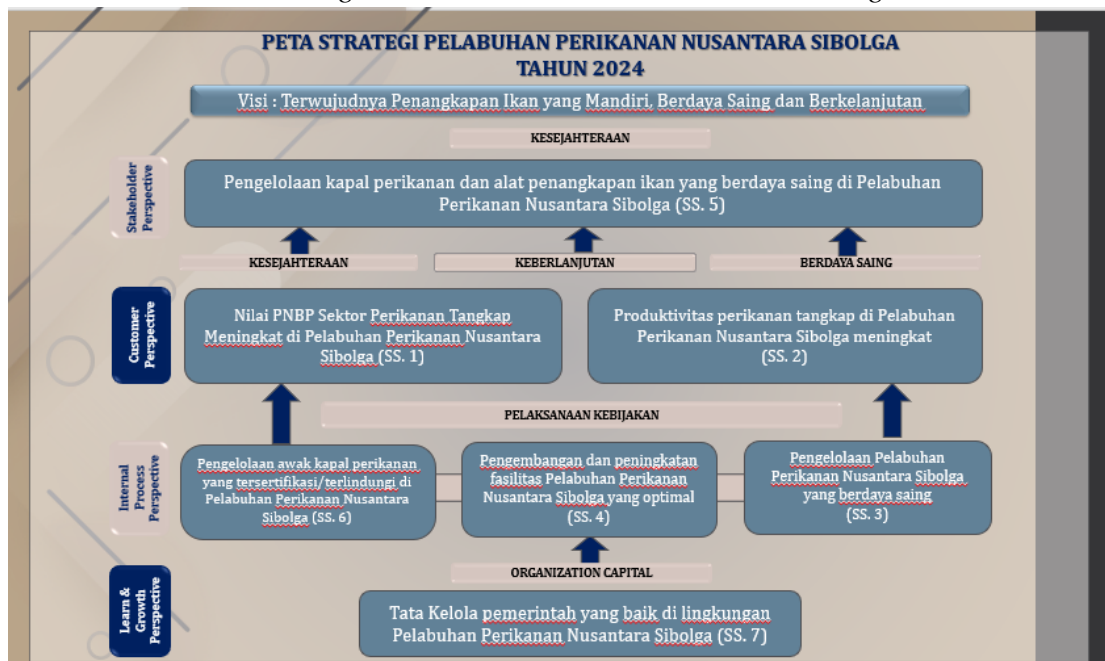 PETA STRATEGI PELABUHAN PERIKANAN NUSANTARA SIBOLGA
TAHUN 2024
Visi : Terwujudnya Penangkapan Ikan yang Mandiri, Berdaya Saing dan Berkelanjutan
KESEJAHTERAAN
Stakeholder
Perspective
Pengelolaan kapal perikanan dan alat penangkapan ikan yang berdaya saing di Pelabuhan
Perikanan Nusantara Sibolga (SS. 5)
KESEJAHTERAAN
KEBERLANJUTAN
BERDAYA SAING
Customer
Perspective
Nilai PNBP Sektor Perikanan Tangkap
Meningkat di Pelabuhan Perikanan Nusantara
Sibolga (SS. 1)
Produktivitas perikanan tangkap di Pelabuhan
Perikanan Nusantara Sibolga meningkat
(SS. 2)
PELAKSANAAN KEBIJAKAN
Internal
Process
Perspective
Pengelolaan awak kapal perikanan
yang tersertifikasi/terlindungi di
Pelabuhan Perikanan Nusantara
Sibolga (SS. 6)
Pengembangan dan peningkatan
fasilitas Pelabuhan Perikanan
Nusantara Sibolga yang optimal
(SS. 4)
Pengelolaan Pelabuhan
Perikanan Nusantara Sibolga
yang berdaya saing
(SS. 3)
ORGANIZATION CAPITAL
Learn &
Growth
Perspective
Tata Kelola pemerintah yang baik di lingkungan
Pelabuhan Perikanan Nusantara Sibolga (SS. 7)